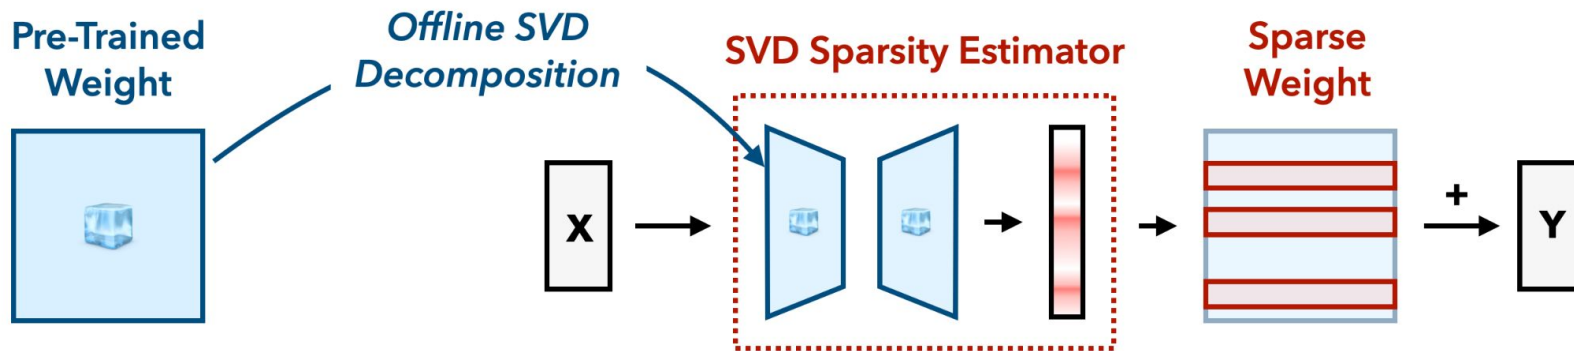 Pre-Trained
Weight
Offline SVD
Decomposition
SVD Sparsity Estimator
Sparse
Weight
X
+
Y